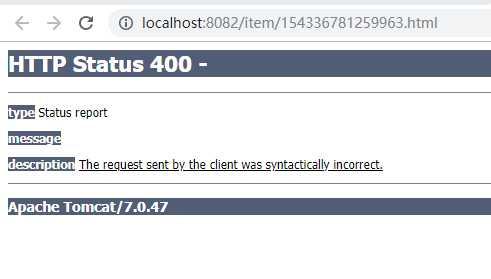 localhost:8082/item/154336781259963.html
HTTP Status 400 -
type Status report
message
description The request sent by the client was syntactically incorrect.
Apache Tomcat/7.0.47